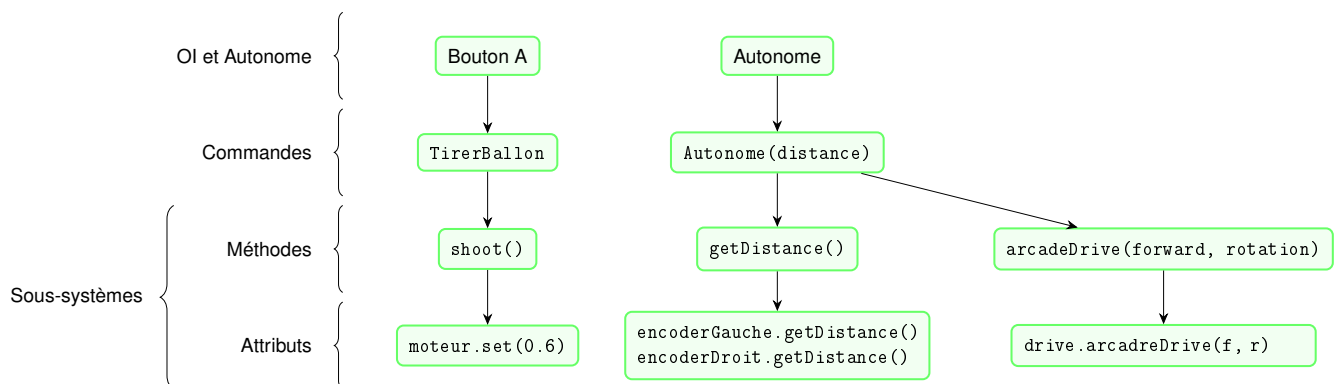 OI et Autonome
Bouton A
Autonome
Commandes
TirerBallon
Autonome(distance)
Sous-systèmes
Méthodes
shoot()
getDistance()
arcadeDrive(forward, rotation)
Attributs
moteur.set(0.6)
encoderGauche.getDistance()
encoderDroit.getDistance()
drive.arcadreDrive(f, r)